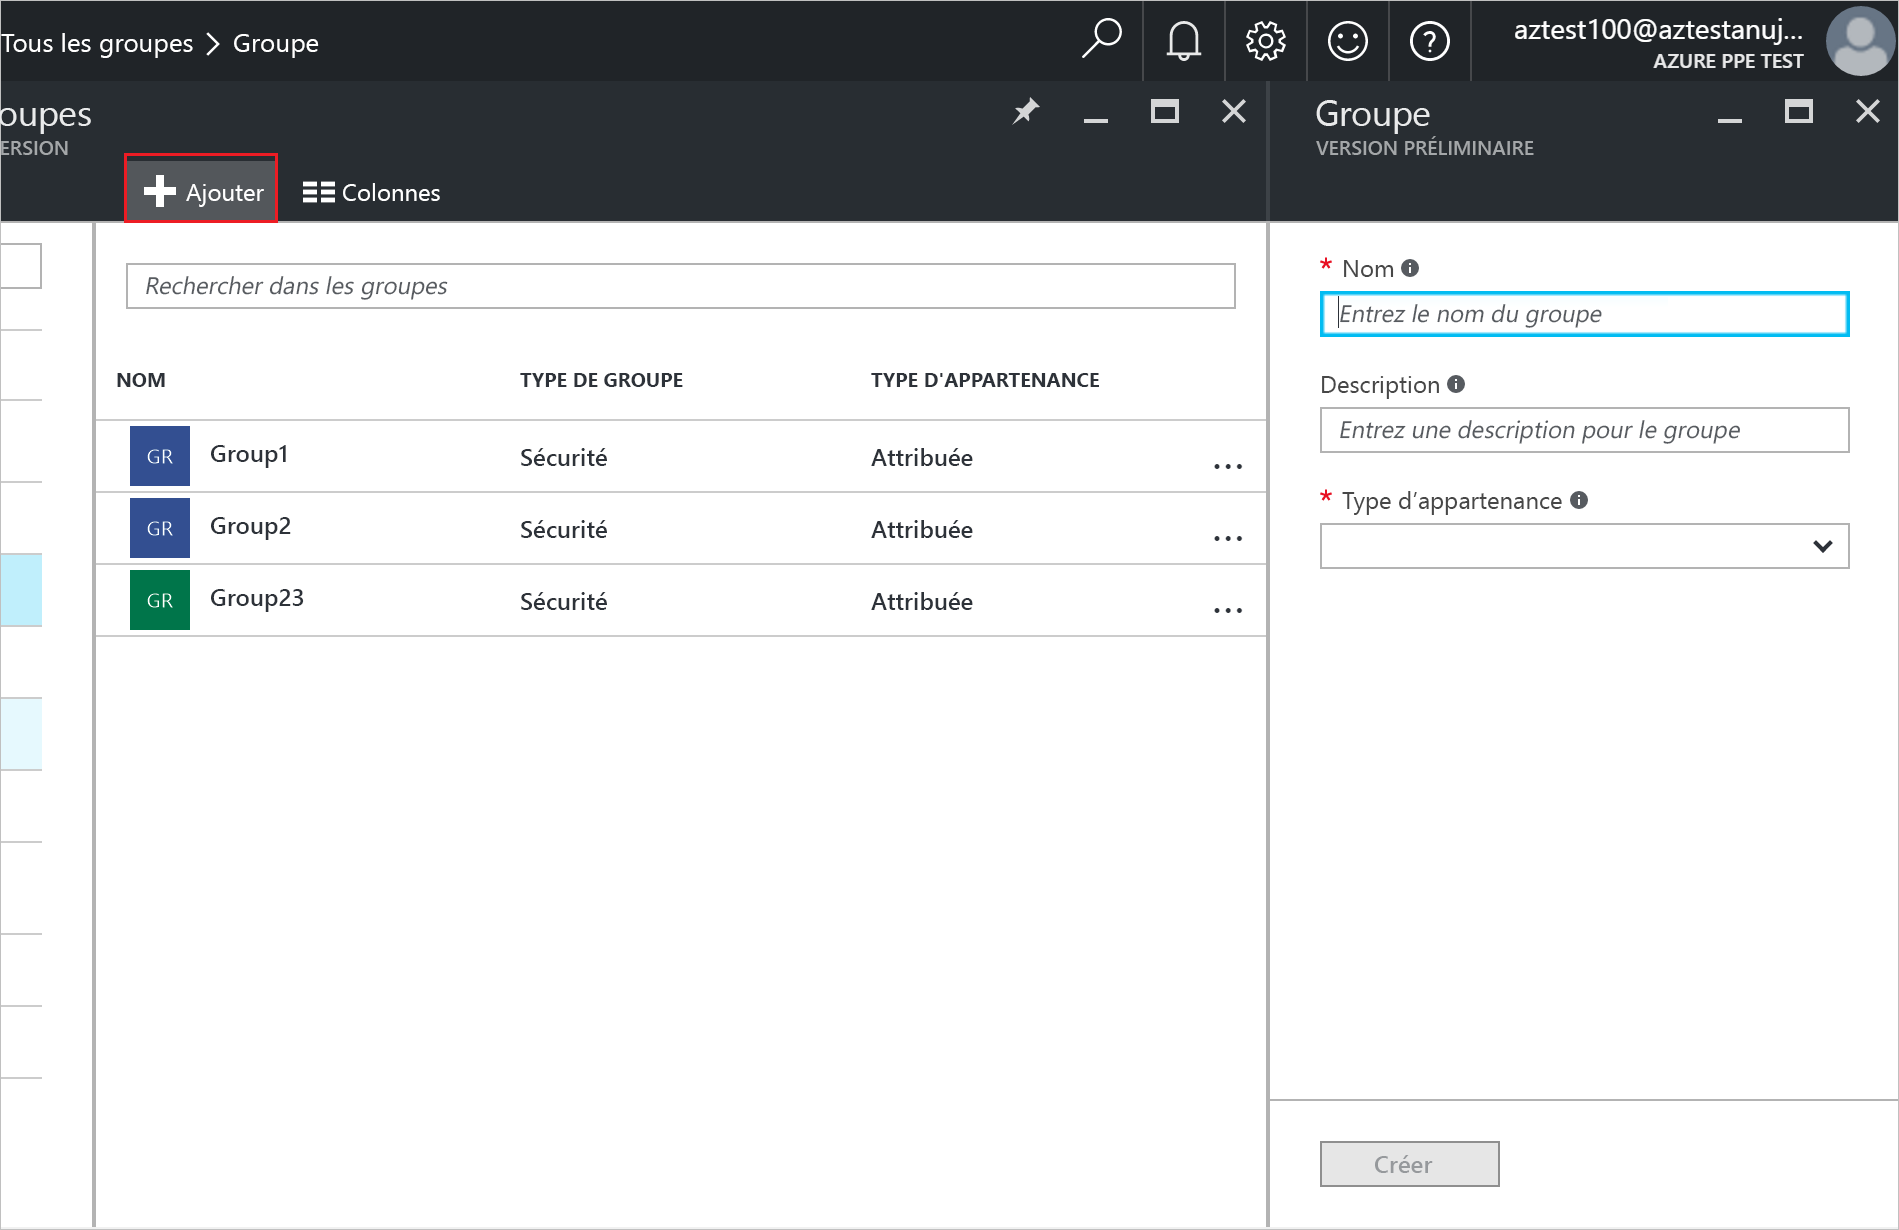 Tous les groupes > Groupe
aztest100@aztestanuj...
AZURE PPE TEST
oupes
ERSION
Ajouter
Colonnes
Groupe
VERSION PRÉLIMINAIRE
Rechercher dans les groupes
NOM TYPE DE GROUPE TYPE D'APPARTENANCE
GR Group1 Sécurité Attribuée ...
GR Group2 Sécurité Attribuée ...
GR Group23 Sécurité Attribuée ...
* Nom
Entrez le nom du groupe
Description
Entrez une description pour le groupe
* Type d’appartenance
Créer